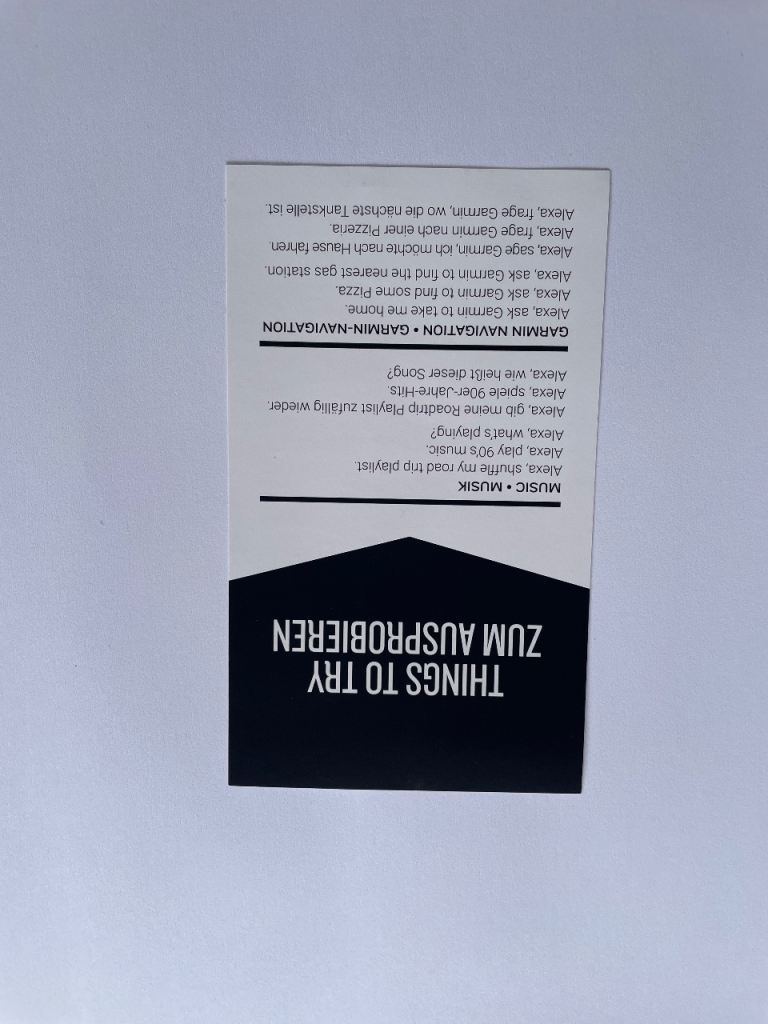 THINGS TO TRY
ZUM AUSPROBIEREN
MUSIC • MUSIK
Alexa, shuffle my road trip playlist.
Alexa, play 90's music.
Alexa, what's playing?
Alexa, gib meine Roadtrip Playlist zufällig wieder.
Alexa, spiele 90er-Jahre-Hits.
Alexa, wie heißt dieser Song?
GARMIN NAVIGATION • GARMIN-NAVIGATION
Alexa, ask Garmin to take me home.
Alexa, ask Garmin to find some Pizza.
Alexa, ask Garmin to find the nearest gas station.
Alexa, sage Garmin, ich möchte nach Hause fahren.
Alexa, frage Garmin nach einer Pizzeria.
Alexa, frage Garmin, wo die nächste Tankstelle ist.